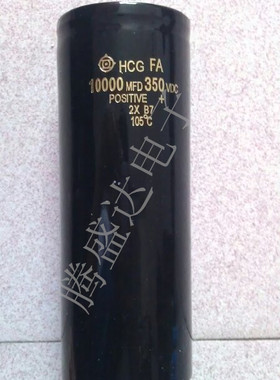 HCG FA
10000 MFD 350 VDC
POSITIVE +
2X B7
105°C
腾盛达电子